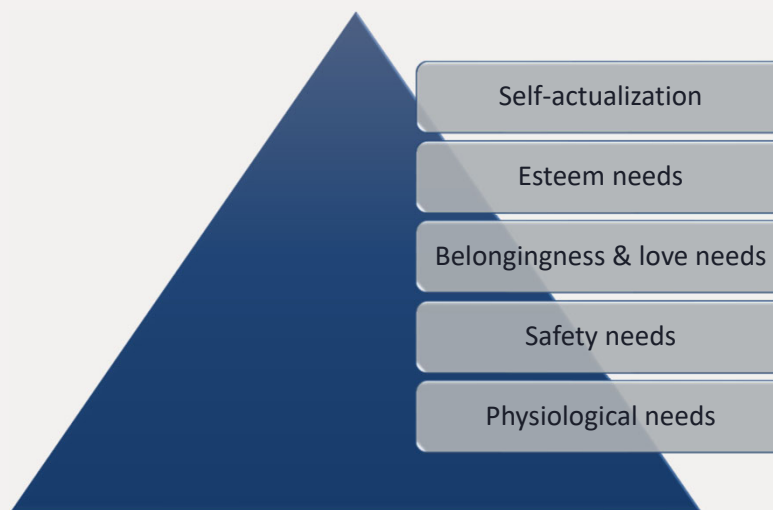 Self-actualization
Esteem needs
Belongingness & love needs
Safety needs
Physiological needs